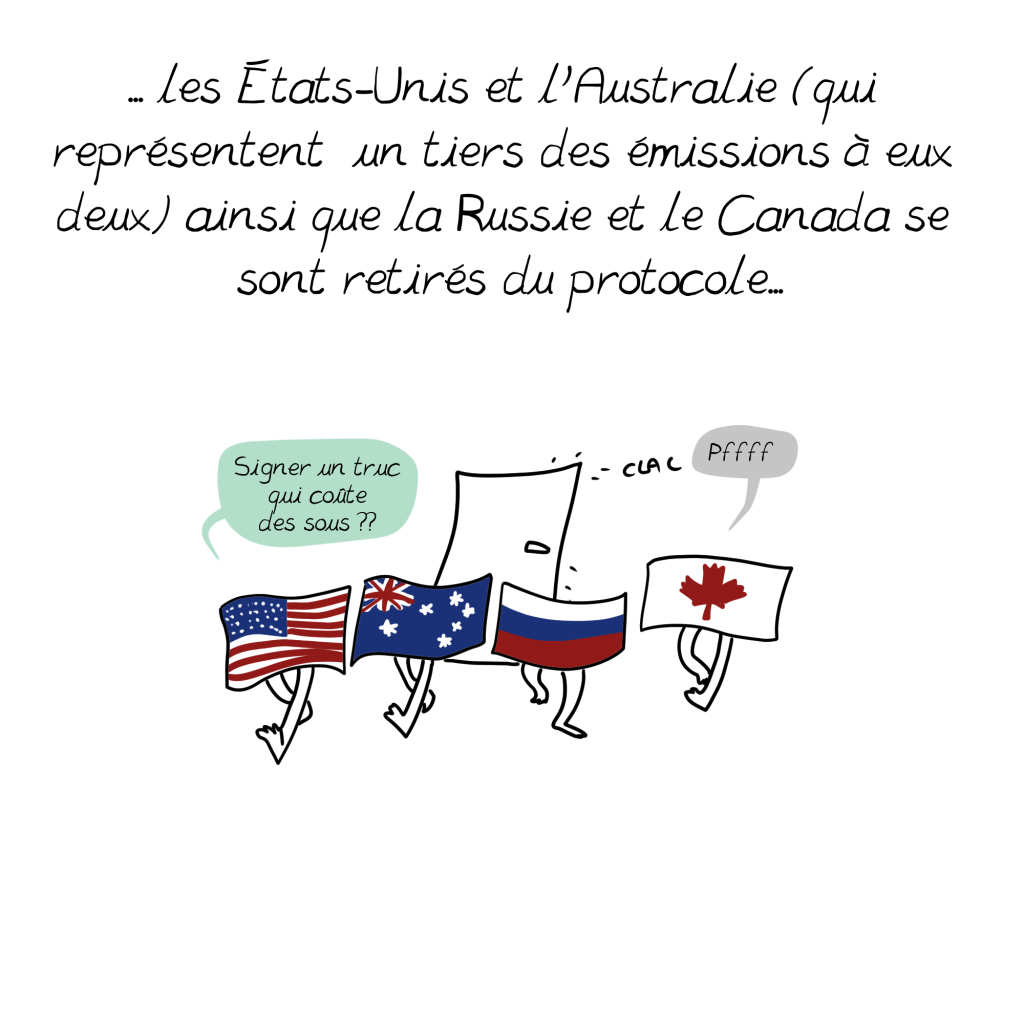 ... les États-Unis et l'Australie (qui
représentent un tiers des émissions à eux
deux) ainsi que la Russie et le Canada se
sont retirés du protocole...
Signer un truc
qui coûte
des sous ??
CLAC
Pffff